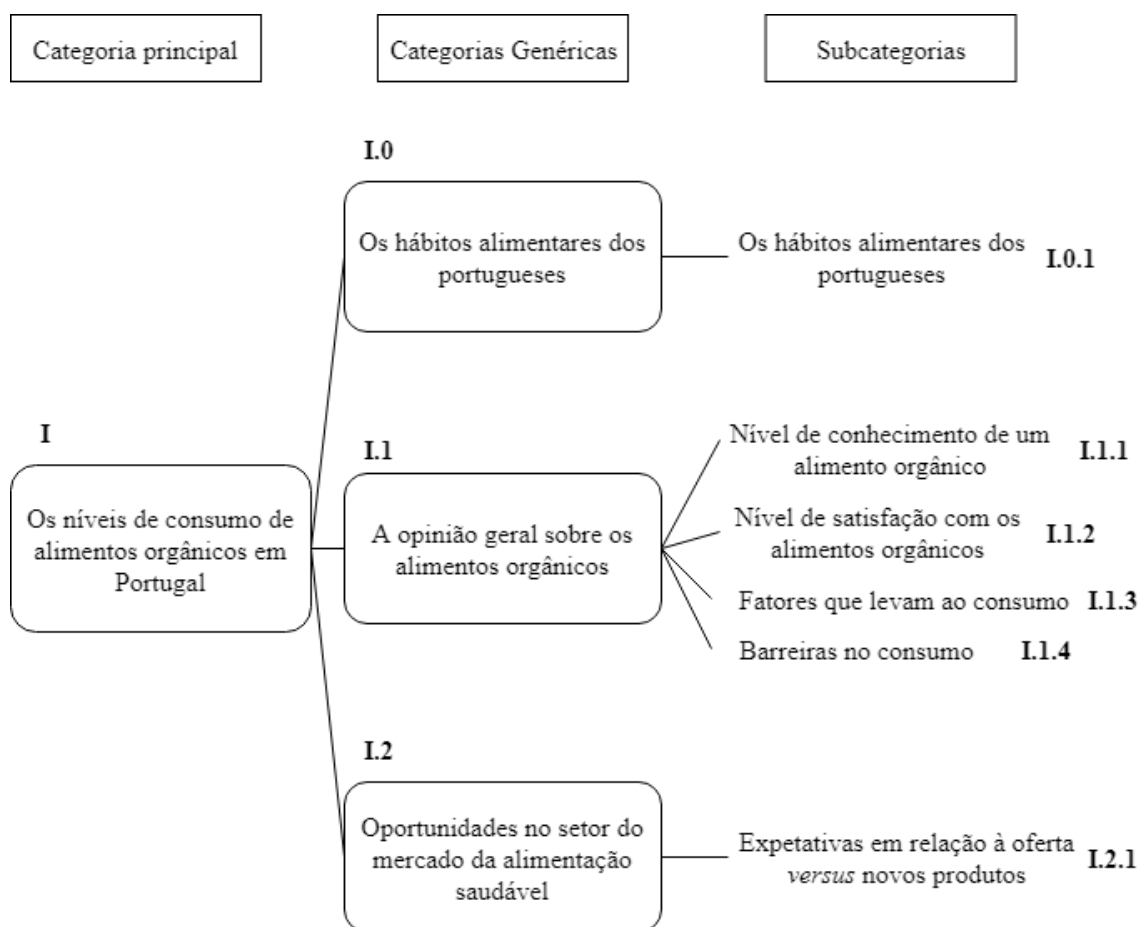 Categoria principal
Categorias Genéricas
Subcategorias
I.0
Os hábitos alimentares dos
portugueses
Os hábitos alimentares dos
portugueses
I.0.1
I
Os níveis de consumo de
alimentos orgânicos em
Portugal
I.1
A opinião geral sobre os
alimentos orgânicos
Nível de conhecimento de um
alimento orgânico
I.1.1
Nível de satisfação com os
alimentos orgânicos
I.1.2
Fatores que levam ao consumo I.1.3
Barreiras no consumo I.1.4
I.2
Oportunidades no setor do
mercado da alimentação
saudável
Expetativas em relação à oferta
versus novos produtos
I.2.1